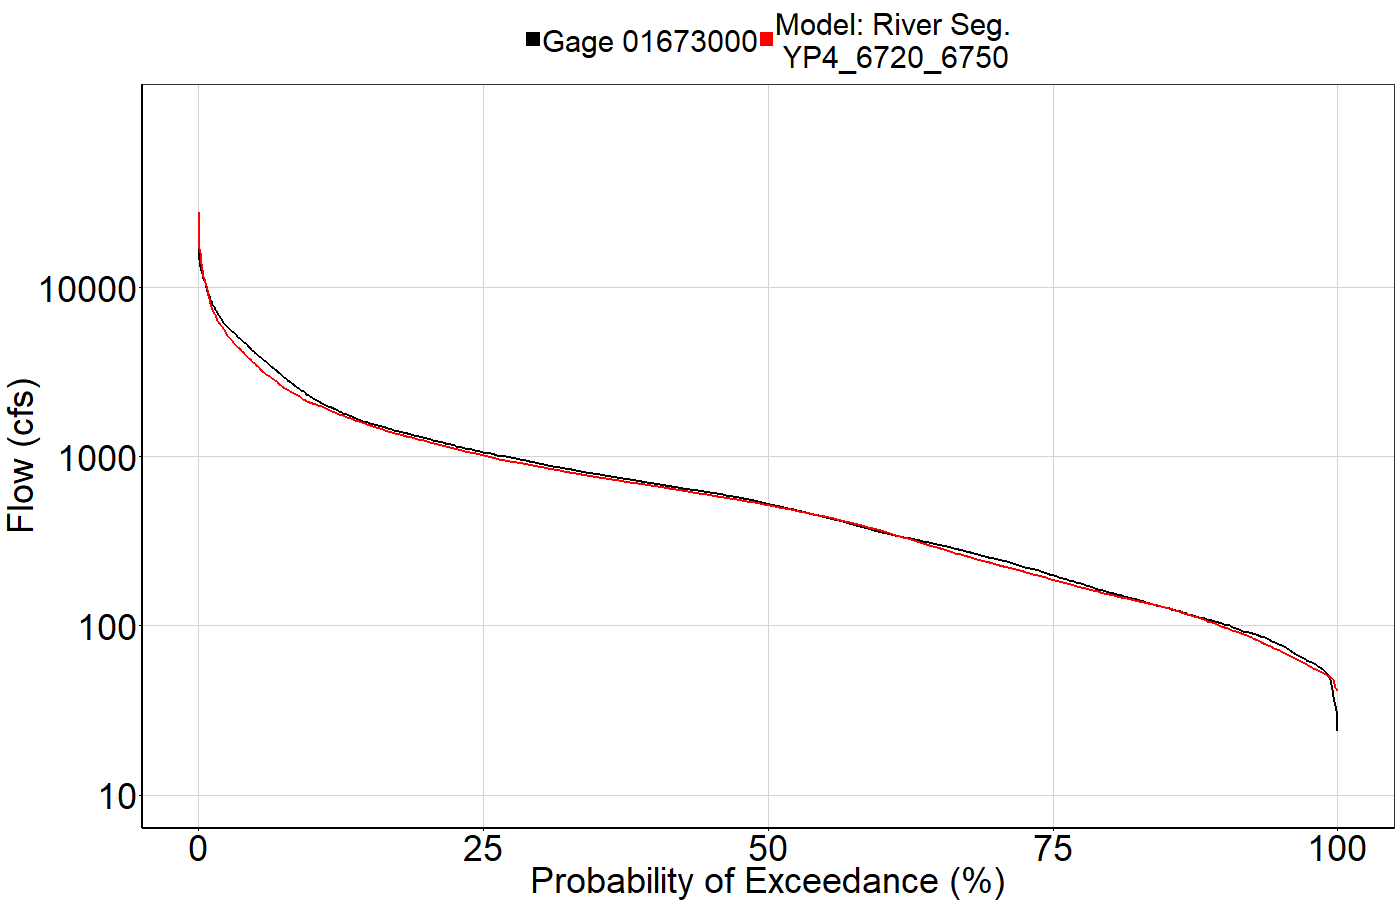 Gage 01673000
Model: River Seg.
YP4_6720_6750
Flow (cfs)
10000
1000
100
10
0 25 50 75 100
Probability of Exceedance (%)